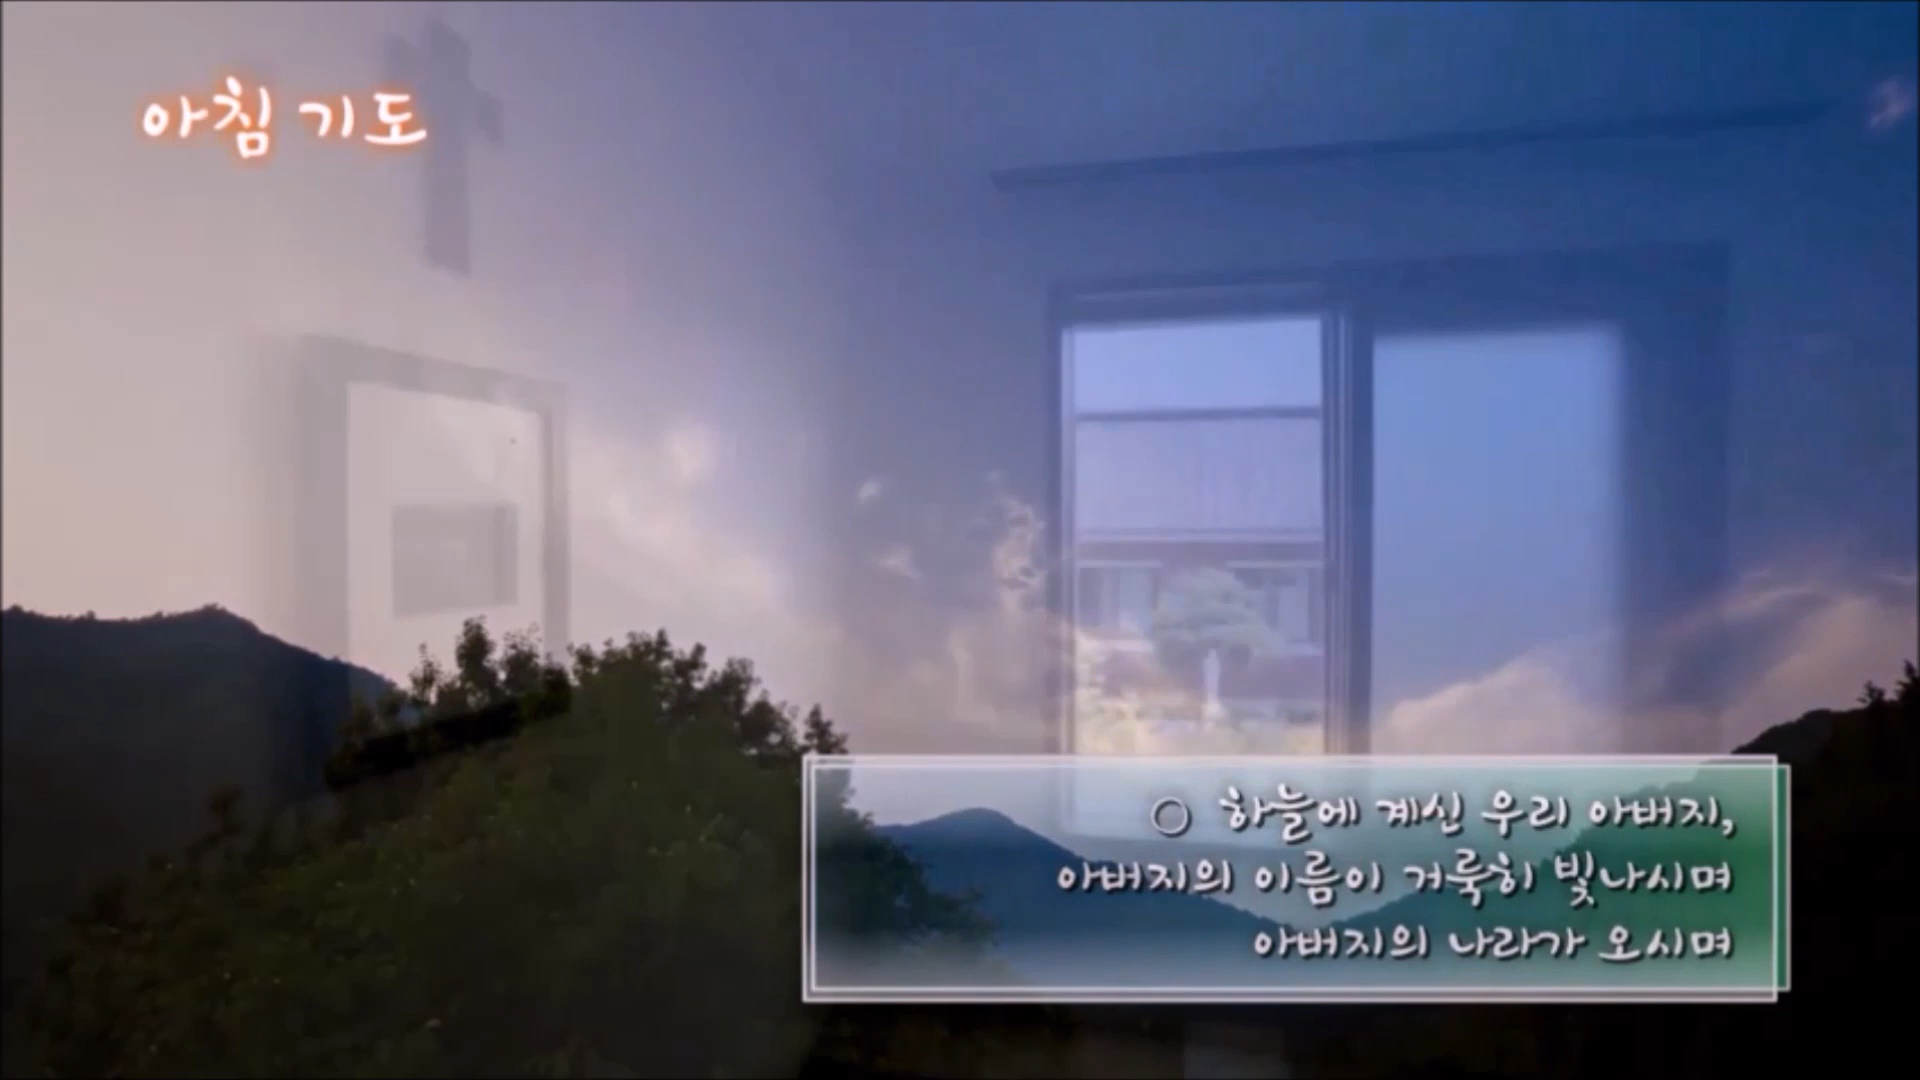 아침 기도
○ 하늘에 계신 우리 아버지,
아버지의 이름이 거룩히 빛나시며
아버지의 나라가 오시며